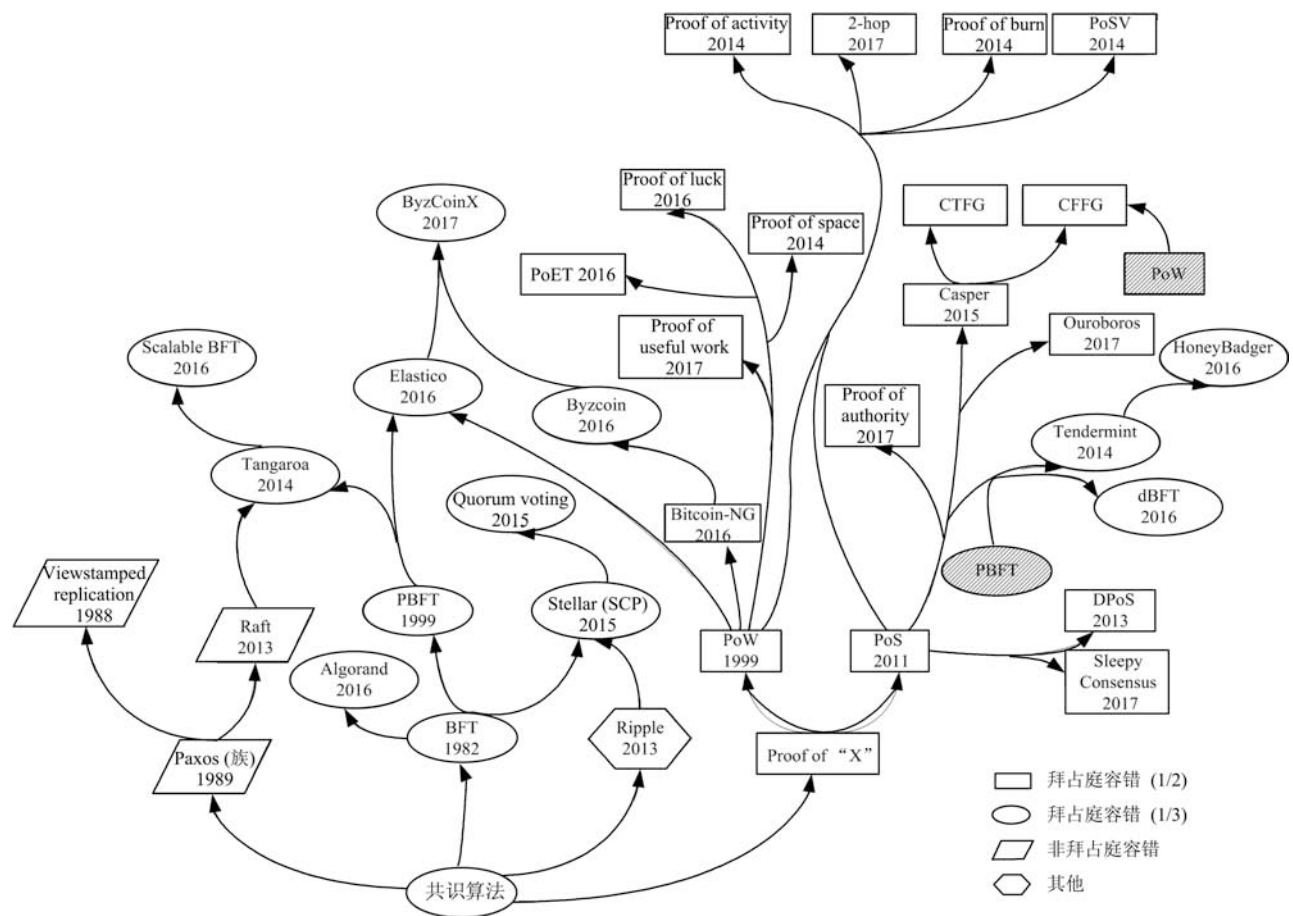 Proof of activity
2014
2-hop
2017
Proof of burn
2014
PoSV
2014
Proof of luck
2016
ByzCoinX
2017
Proof of space
2014
CTFG
CFFG
PoET 2016
PoW
Casper
2015
Ouroboros
2017
Proof of
useful work
2017
HoneyBadger
2016
Scalable BFT
2016
Elastico
2016
Byzcoin
2016
Proof of
authority
2017
Tendermint
2014
Tangaroa
2014
Quorum voting
2015
dBFT
2016
Bitcoin-NG
2016
PBFT
Viewstamped
replication
1988
PBFT
1999
Stellar (SCP)
2015
DPoS
2013
Raft
2013
PoW
1999
PoS
2011
Sleepy
Consensus
2017
Algorand
2016
BFT
1982
Ripple
2013
Paxos (族)
1989
Proof of “X”
拜占庭容错 (1/2)
拜占庭容错 (1/3)
非拜占庭容错
其他
共识算法